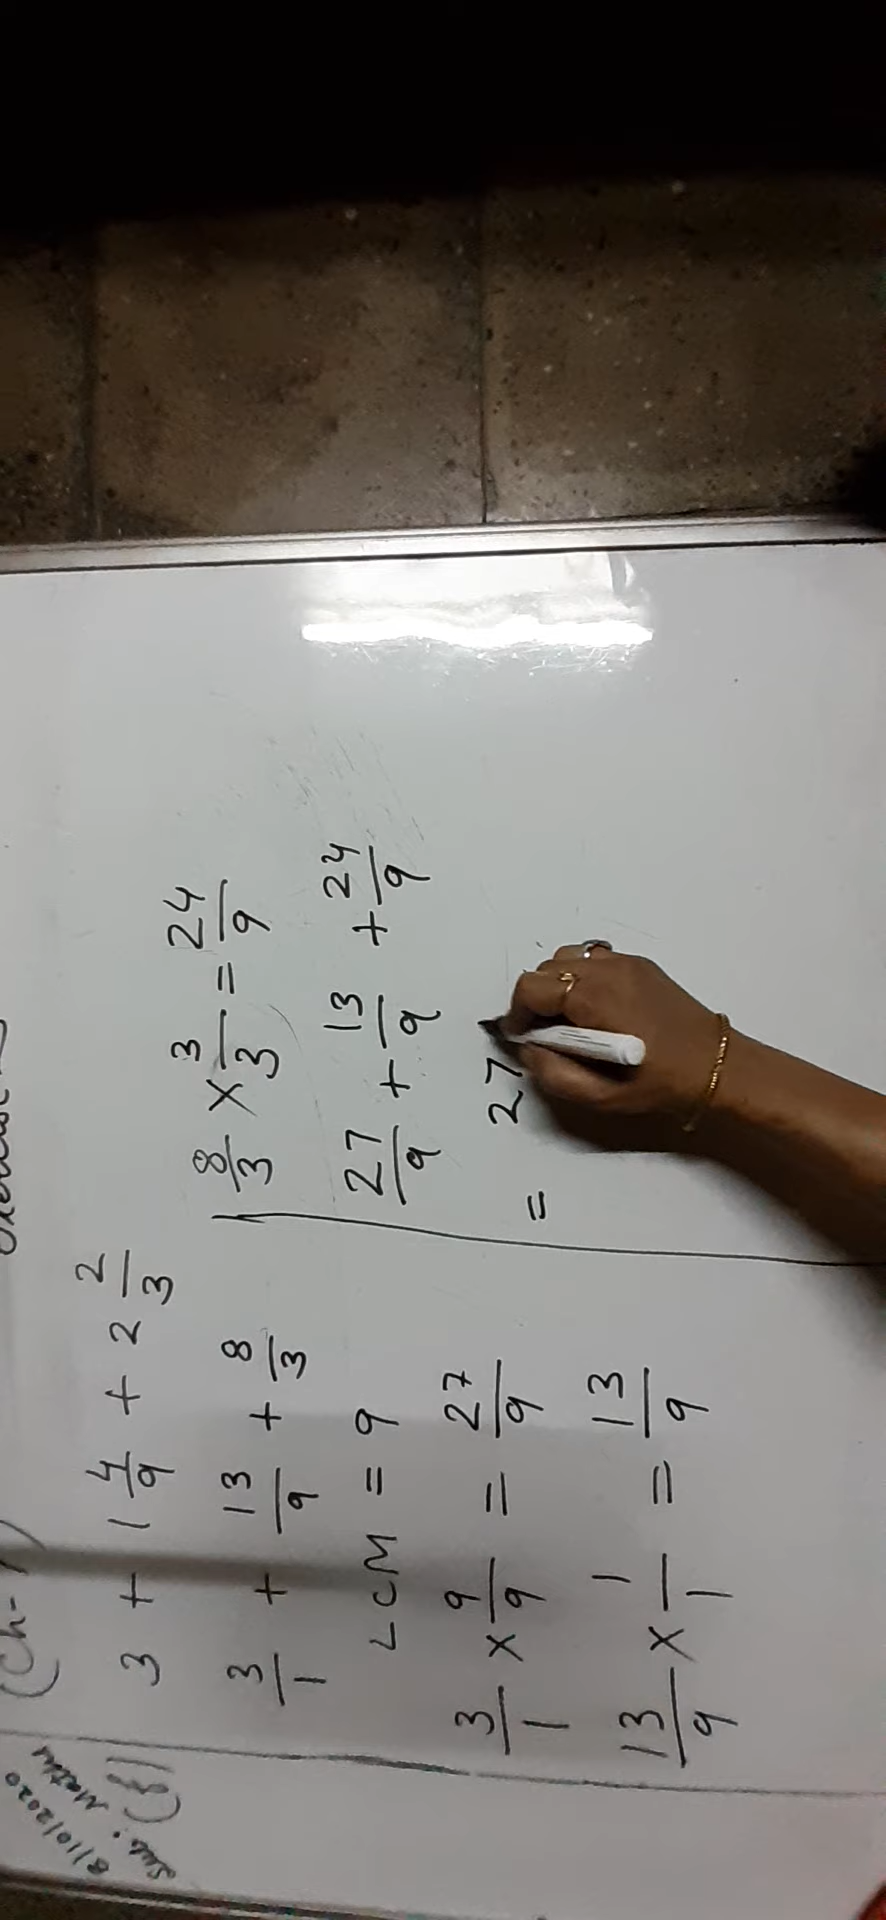 8/10/2020
Sub: Maths
(f)
(Ch-
3 + 1 4/9 + 2 2/3
3/1 + 13/9 + 8/3
LCM = 9
3/1 × 9/9 = 27/9
13/9 × 1/1 = 13/9
8/3 × 3/3 = 24/9
27/9 + 13/9 + 24/9
= 27